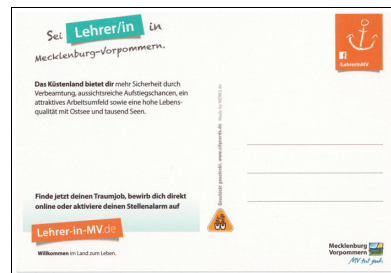 Sei Lehrer/in in
Mecklenburg-Vorpommern.
Das Küstenland bietet dir mehr Sicherheit durch
Verbeamtung, aussichtsreiche Aufstiegschancen, ein
attraktives Arbeitsumfeld sowie eine hohe Lebens-
qualität mit Ostsee und tausend Seen.
Finde jetzt deinen Traumjob, bewirb dich direkt
online oder aktiviere deinen Stellenalarm auf
Lehrer-in-MV.de
Willkommen im Land zum Leben.
/LehrerinMV
Mecklenburg
Vorpommern
MV tut gut.